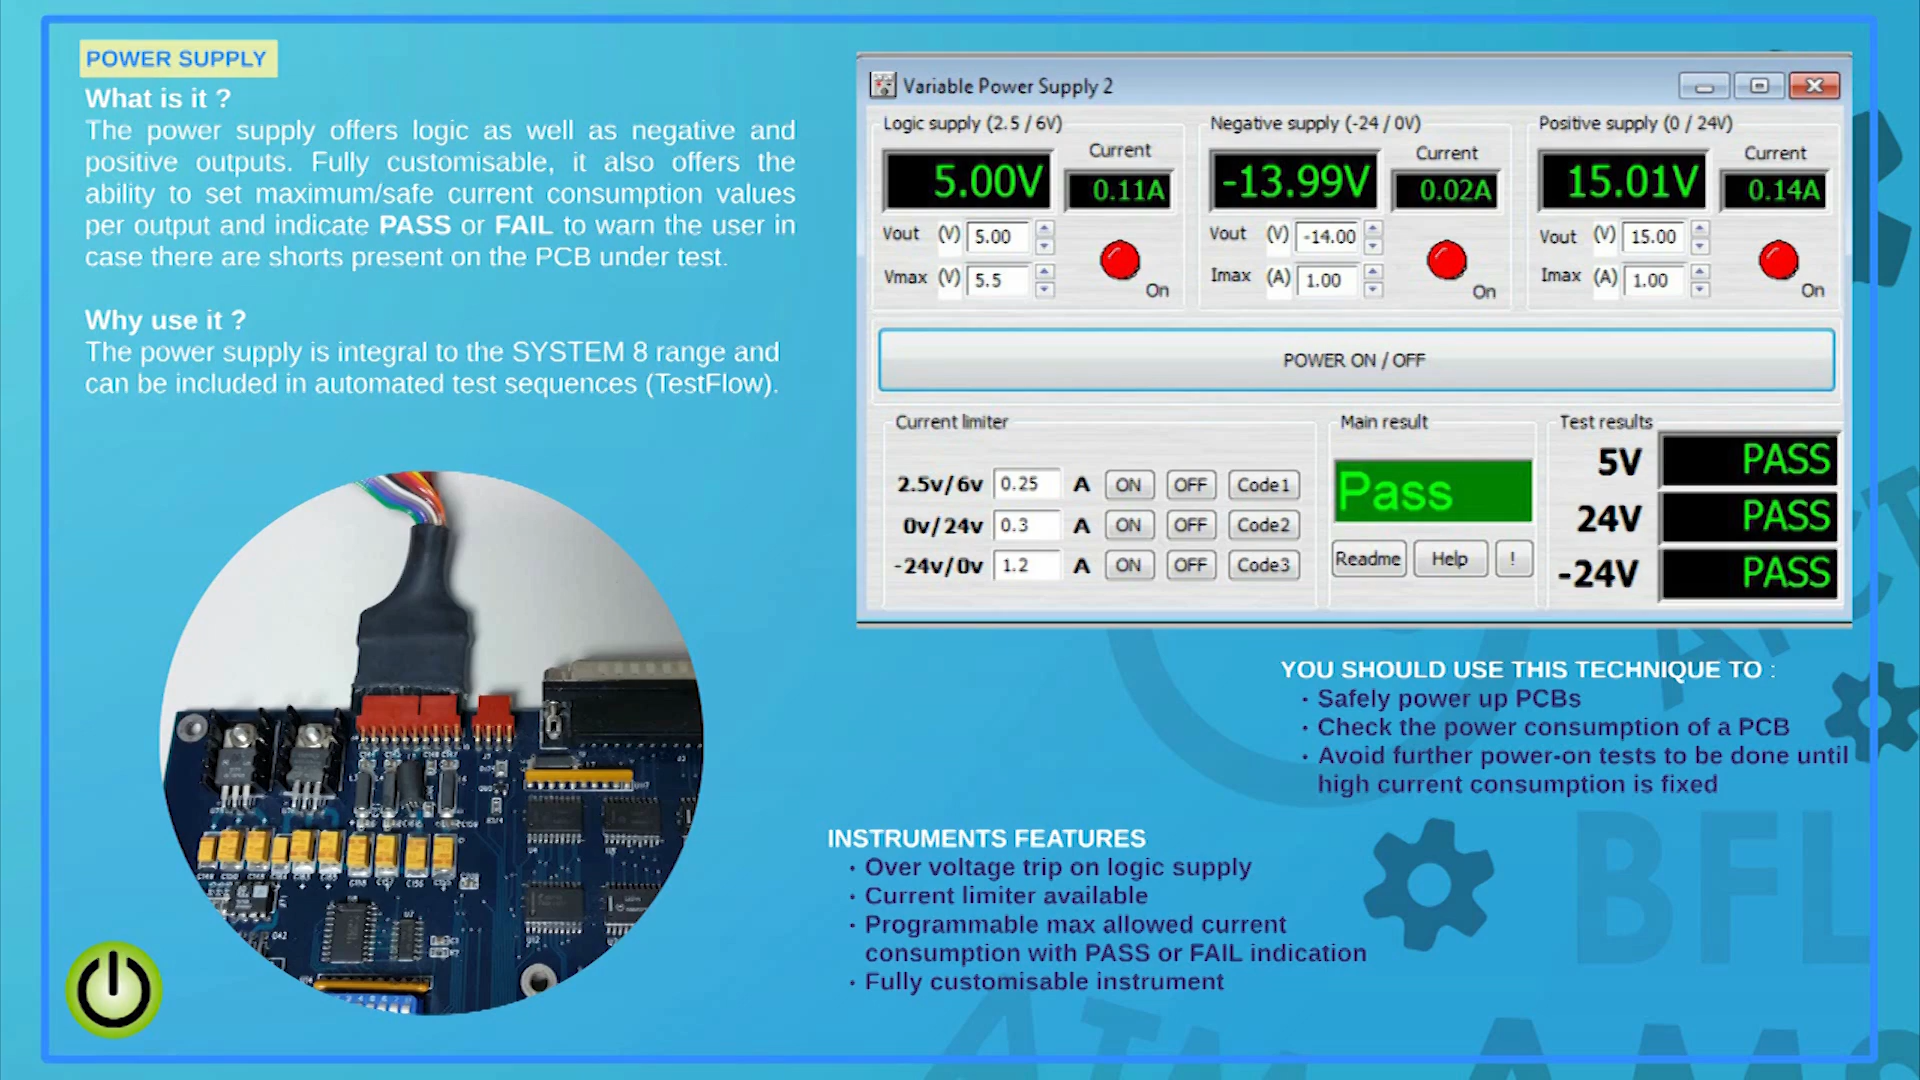 POWER SUPPLY
What is it ?
The power supply offers logic as well as negative and
positive outputs. Fully customisable, it also offers the
ability to set maximum/safe current consumption values
per output and indicate PASS or FAIL to warn the user in
case there are shorts present on the PCB under test.
Why use it ?
The power supply is integral to the SYSTEM 8 range and
can be included in automated test sequences (TestFlow).
Variable Power Supply 2
Logic supply (2.5 / 6V)
5.00V
Current
0.11A
Vout (V) 5.00
Vmax (V) 5.5
On
Negative supply (-24 / 0V)
-13.99V
Current
0.02A
Vout (V) -14.00
Imax (A) 1.00
On
Positive supply (0 / 24V)
15.01V
Current
0.14A
Vout (V) 15.00
Imax (A) 1.00
On
POWER ON / OFF
Current limiter
2.5v/6v 0.25 A ON OFF Code1
0v/24v 0.3 A ON OFF Code2
-24v/0v 1.2 A ON OFF Code3
Main result
Pass
Readme Help !
Test results
5V PASS
24V PASS
-24V PASS
YOU SHOULD USE THIS TECHNIQUE TO :
· Safely power up PCBs
· Check the power consumption of a PCB
· Avoid further power-on tests to be done until
high current consumption is fixed
INSTRUMENTS FEATURES
· Over voltage trip on logic supply
· Current limiter available
· Programmable max allowed current
consumption with PASS or FAIL indication
· Fully customisable instrument
BFL
ATM